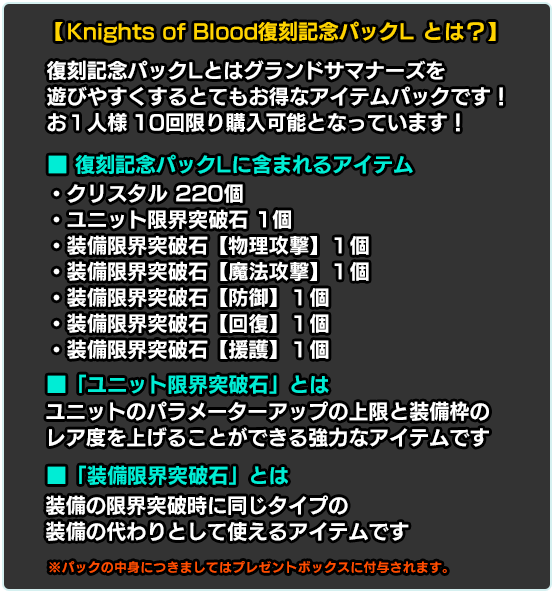 【Knights of Blood復刻記念パックL とは？】
復刻記念パックLとはグランドサマナーズを
遊びやすくするとてもお得なアイテムパックです！
お１人様 10回限り購入可能となっています！
■ 復刻記念パックLに含まれるアイテム
・クリスタル 220個
・ユニット限界突破石 1個
・装備限界突破石【物理攻撃】１個
・装備限界突破石【魔法攻撃】１個
・装備限界突破石【防御】１個
・装備限界突破石【回復】１個
・装備限界突破石【援護】１個
■「ユニット限界突破石」とは
ユニットのパラメーターアップの上限と装備枠の
レア度を上げることができる強力なアイテムです
■「装備限界突破石」とは
装備の限界突破時に同じタイプの
装備の代わりとして使えるアイテムです
※パックの中身につきましてはプレゼントボックスに付与されます。